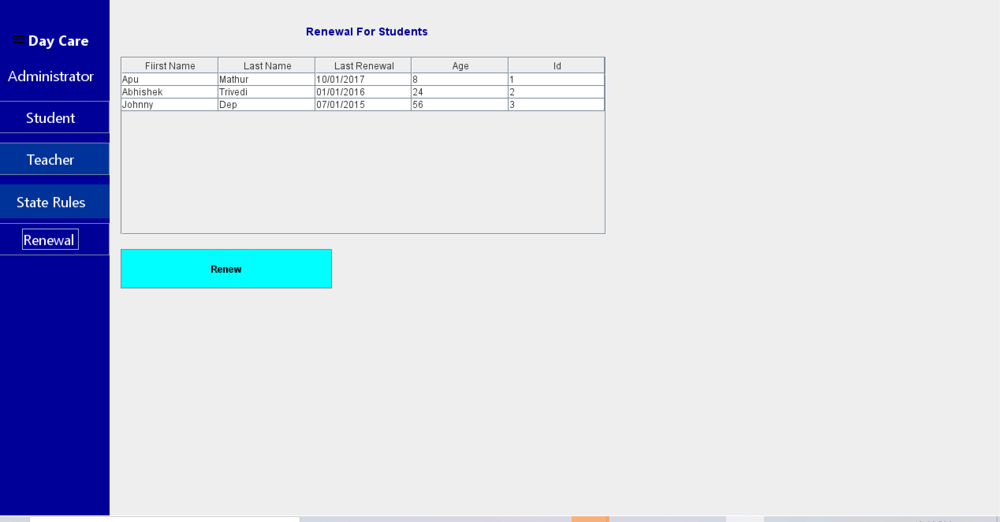 Day Care
Administrator
Student
Teacher
State Rules
Renewal
Renewal For Students
Fiirst Name Last Name Last Renewal Age Id
Apu Mathur 10/01/2017 8 1
Abhishek Trivedi 01/01/2016 24 2
Johnny Dep 07/01/2015 56 3
Renew